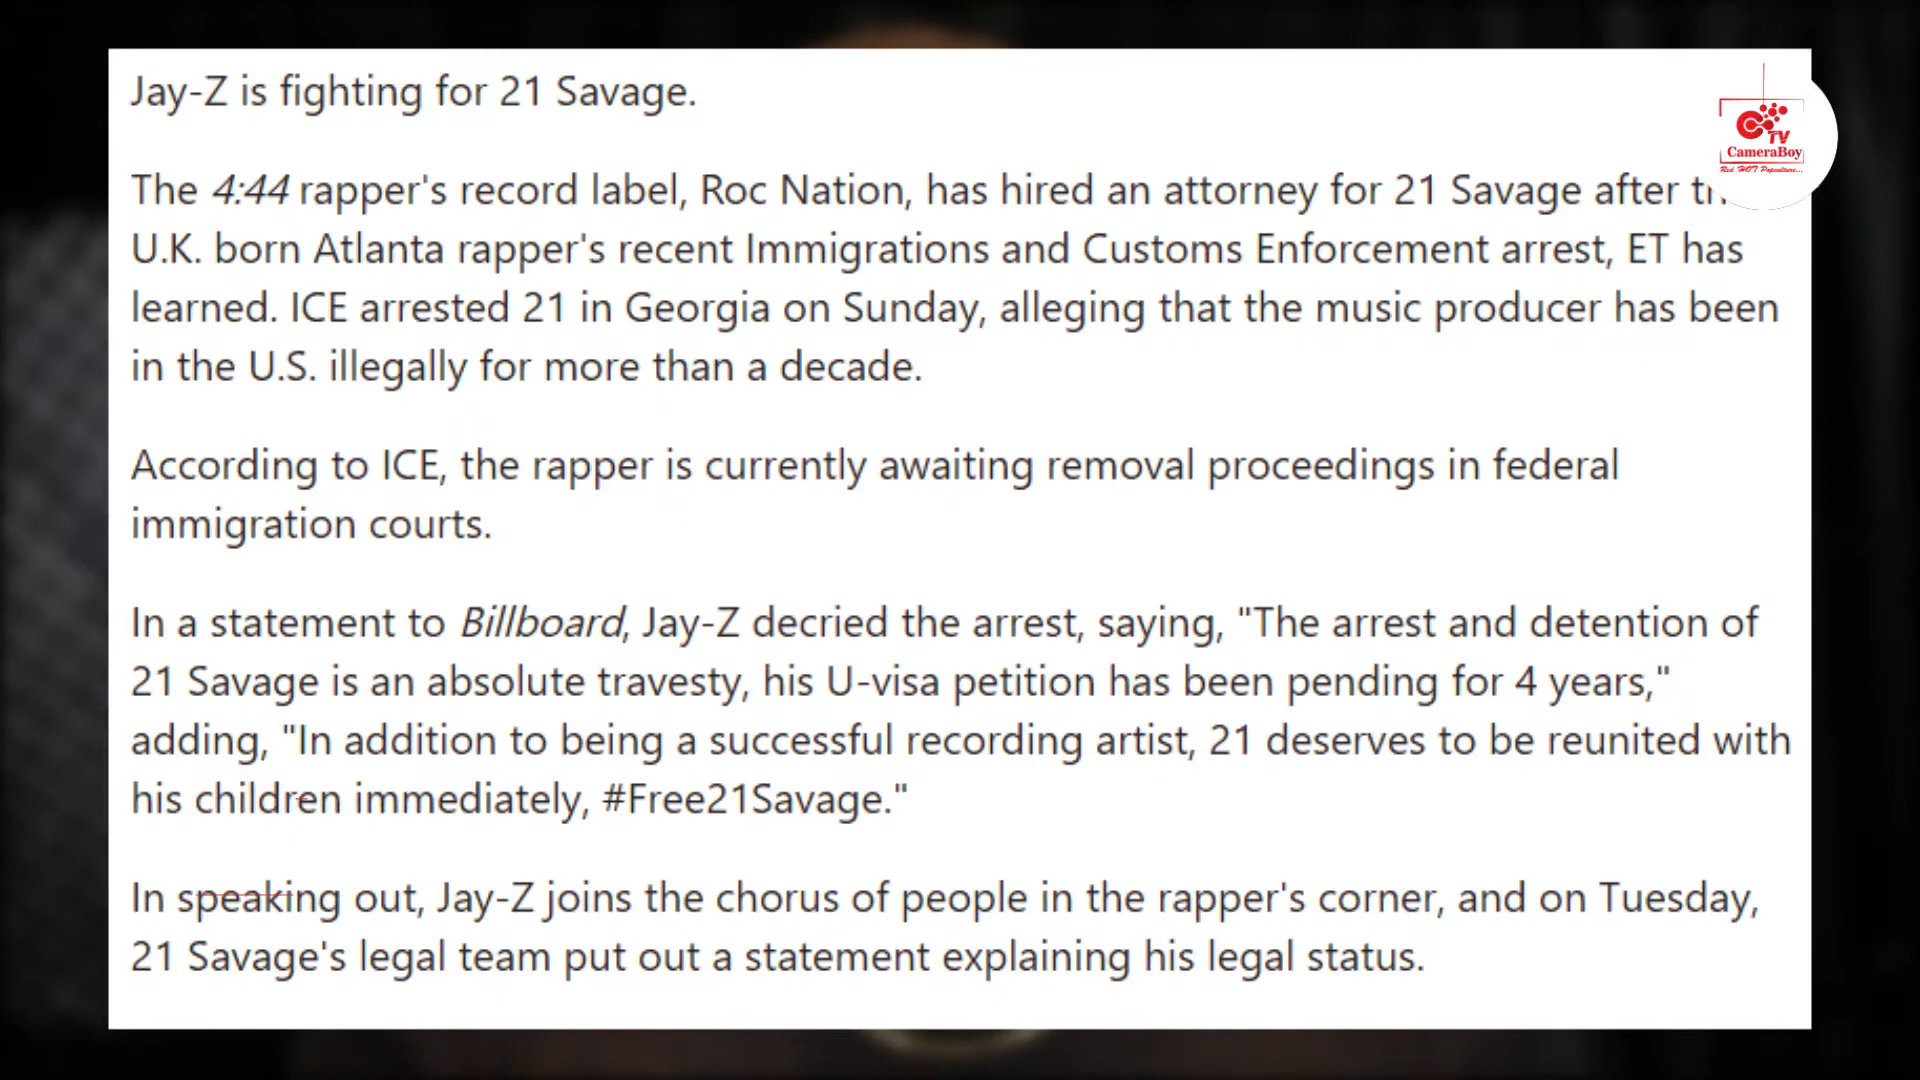 Jay-Z is fighting for 21 Savage.
The 4:44 rapper's record label, Roc Nation, has hired an attorney for 21 Savage after
U.K. born Atlanta rapper's recent Immigrations and Customs Enforcement arrest, ET has
learned. ICE arrested 21 in Georgia on Sunday, alleging that the music producer has been
in the U.S. illegally for more than a decade.
According to ICE, the rapper is currently awaiting removal proceedings in federal
immigration courts.
In a statement to Billboard, Jay-Z decried the arrest, saying, "The arrest and detention of
21 Savage is an absolute travesty, his U-visa petition has been pending for 4 years,"
adding, "In addition to being a successful recording artist, 21 deserves to be reunited with
his children immediately, #Free21Savage."
In speaking out, Jay-Z joins the chorus of people in the rapper's corner, and on Tuesday,
21 Savage's legal team put out a statement explaining his legal status.
TV
CameraBoy
Red HOT Popculture...